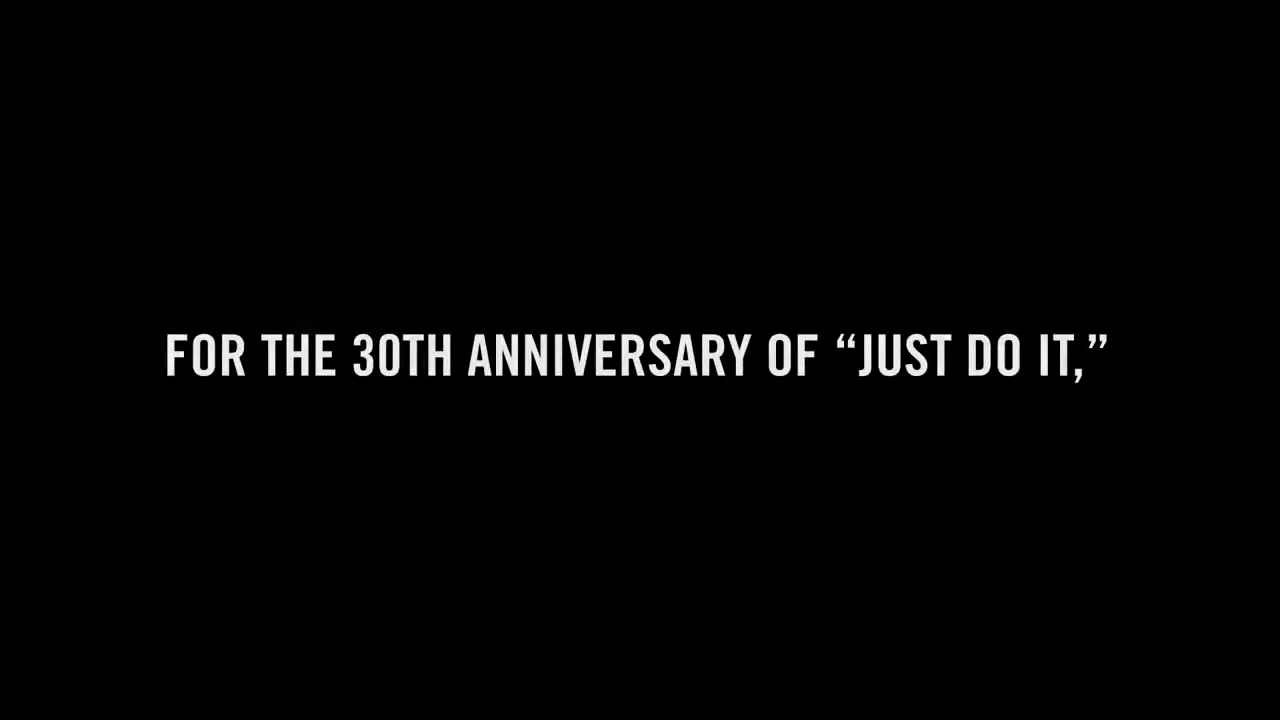 FOR THE 30TH ANNIVERSARY OF “JUST DO IT,”